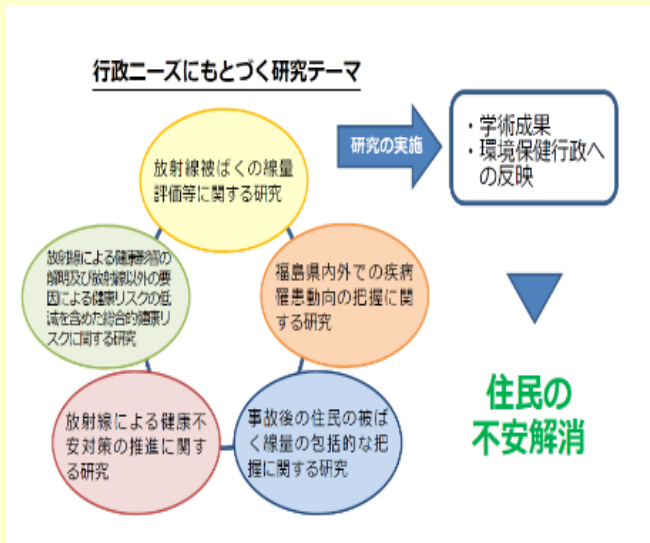 行政ニーズにもとづく研究テーマ
放射線被ばくの線量
評価等に関する研究
福島県内外での疾病
罹患動向の把握に関
する研究
事故後の住民の被ば
く線量の包括的な把
握に関する研究
放射線による健康不
安対策の推進に関す
る研究
放射線による健康影響の
解明及び放射線以外の要
因による健康リスクの低
減を含めた総合的健康リ
スクに関する研究
研究の実施
・学術成果
・環境保健行政へ
の反映
住民の
不安解消